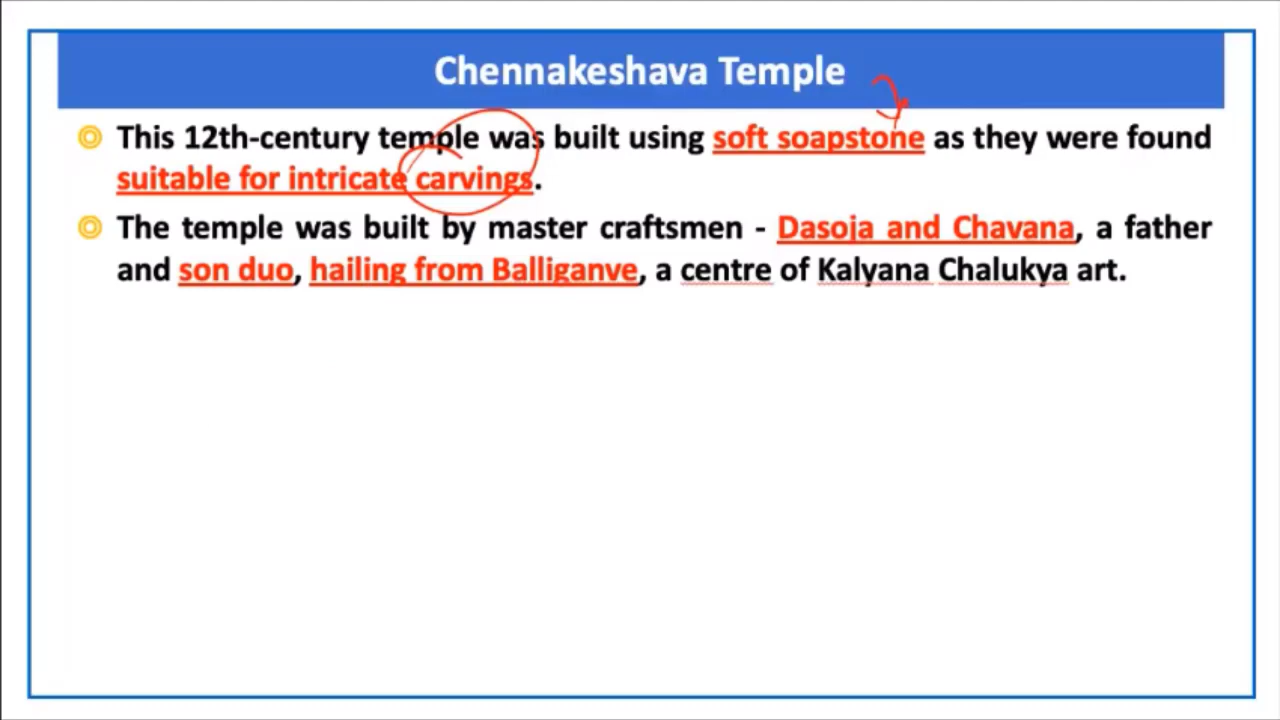 Chennakeshava Temple
This 12th-century temple was built using soft soapstone as they were found
suitable for intricate carvings.
The temple was built by master craftsmen - Dasoja and Chavana, a father
and son duo, hailing from Balliganve, a centre of Kalyana Chalukya art.